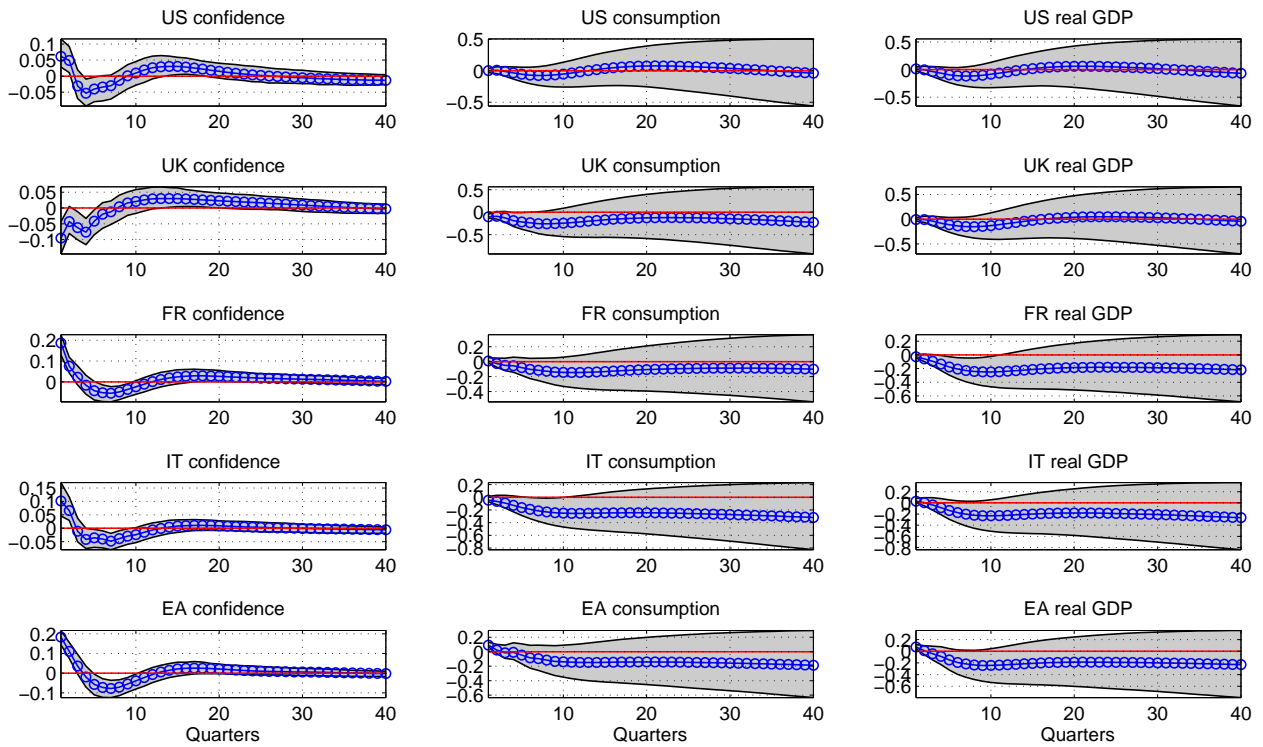 US confidence
0.1
0.05
0
−0.05
10 20 30 40
US consumption
0.5
0
−0.5
10 20 30 40
US real GDP
0.5
0
−0.5
10 20 30 40
UK confidence
0.05
0
−0.05
−0.1
10 20 30 40
UK consumption
0.5
0
−0.5
10 20 30 40
UK real GDP
0.5
0
−0.5
10 20 30 40
FR confidence
0.2
0.1
0
10 20 30 40
FR consumption
0.2
0
−0.2
−0.4
10 20 30 40
FR real GDP
0.2
0
−0.2
−0.4
−0.6
10 20 30 40
IT confidence
0.15
0.1
0.05
0
−0.05
10 20 30 40
IT consumption
0.2
0
−0.2
−0.4
−0.6
−0.8
10 20 30 40
IT real GDP
0.2
0
−0.2
−0.4
−0.6
−0.8
10 20 30 40
EA confidence
0.2
0.1
0
−0.1
10 20 30 40
Quarters
EA consumption
0.2
0
−0.2
−0.4
−0.6
10 20 30 40
Quarters
EA real GDP
0.2
0
−0.2
−0.4
−0.6
10 20 30 40
Quarters